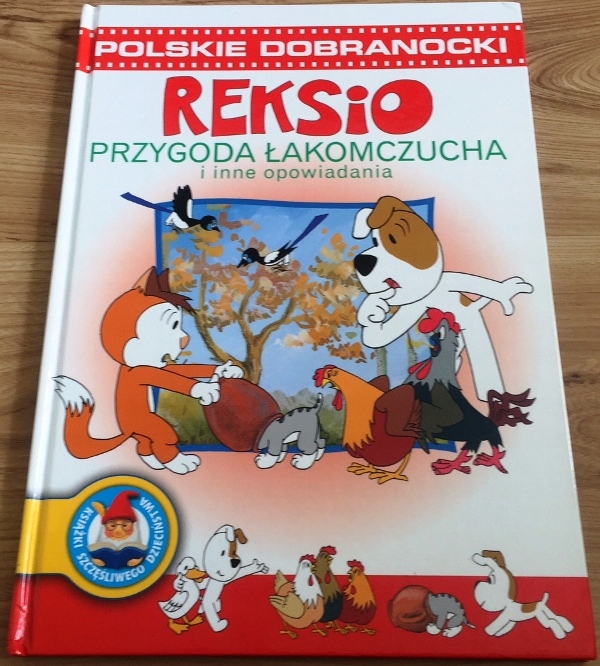 POLSKIE DOBRANOCKI
REKSiO
PRZYGODA ŁAKOMCZUCHA
i inne opowiadania
KSIĄŻKI SZCZĘŚLIWEGO DZIECIŃSTWA